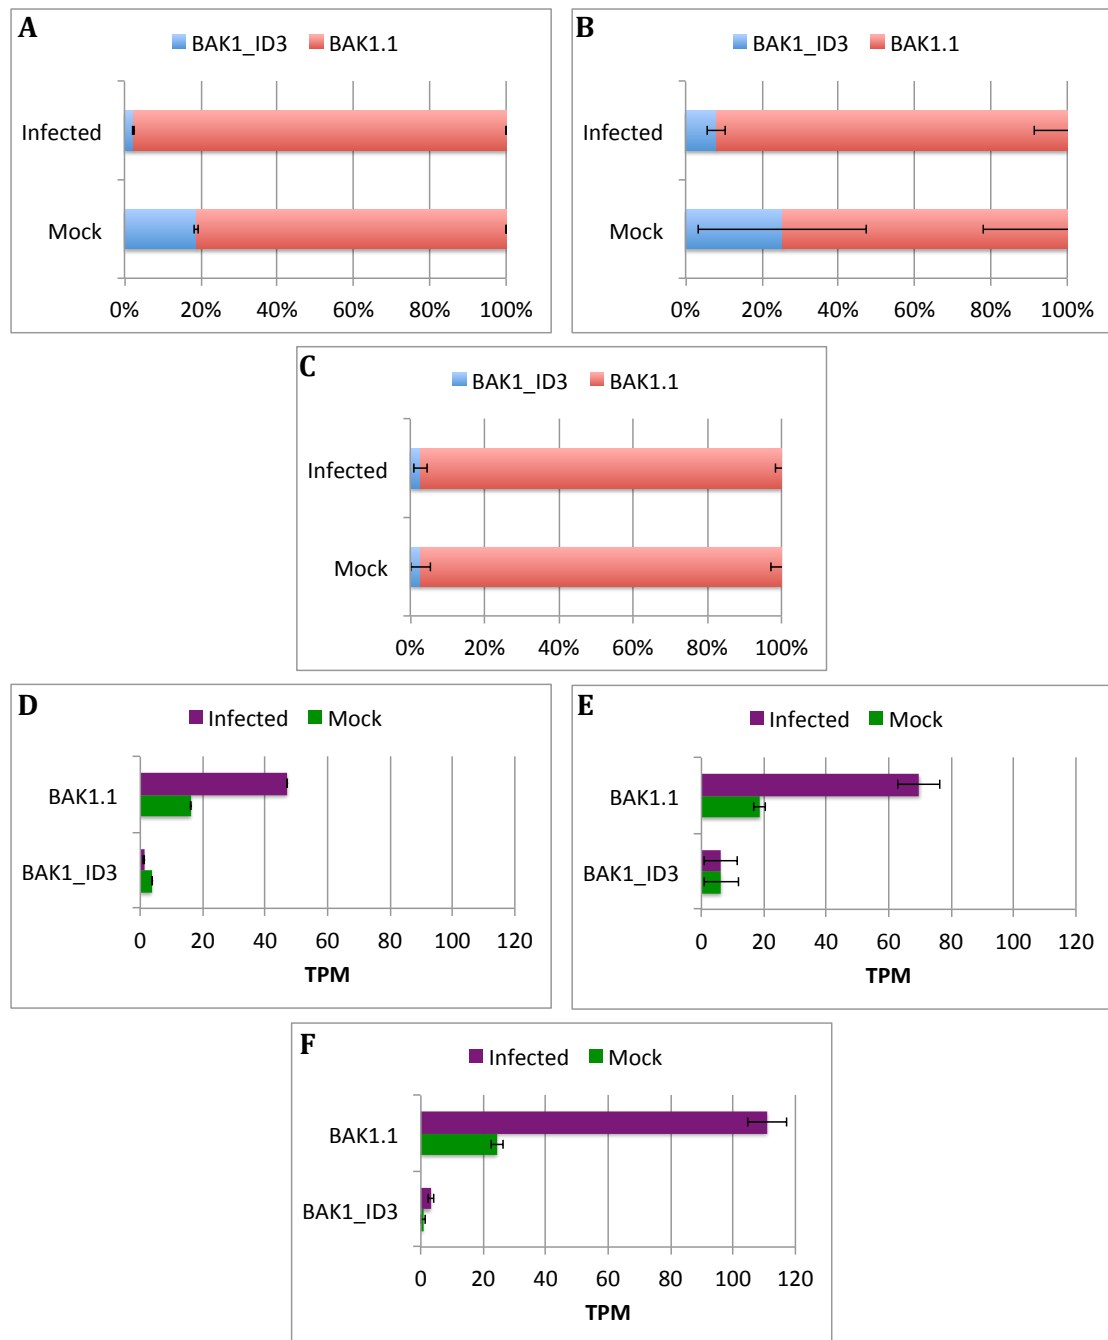 A
BAK1_ID3 BAK1.1
Infected
Mock
0% 20% 40% 60% 80% 100%
B
BAK1_ID3 BAK1.1
Infected
Mock
0% 20% 40% 60% 80% 100%
C
BAK1_ID3 BAK1.1
Infected
Mock
0% 20% 40% 60% 80% 100%
D
Infected Mock
BAK1.1
BAK1_ID3
0 20 40 60 80 100 120
TPM
E
Infected Mock
BAK1.1
BAK1_ID3
0 20 40 60 80 100 120
TPM
F
Infected Mock
BAK1.1
BAK1_ID3
0 20 40 60 80 100 120
TPM